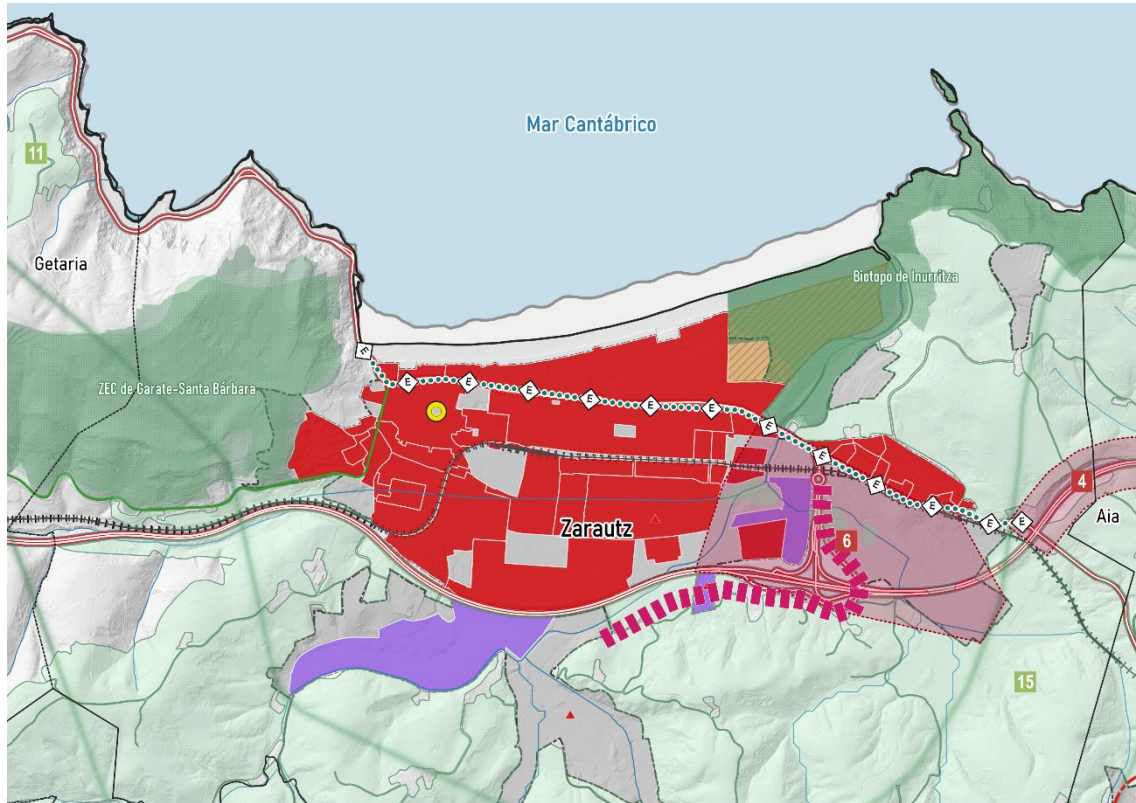 Mar Cantábrico
11
Getaria
Biotopo de Inurritza
E
ZEC de Garate-Santa Bárbara
E
E
E
E
E
E
E
E
4
E
E
E
E
Aia
Zarautz
6
15